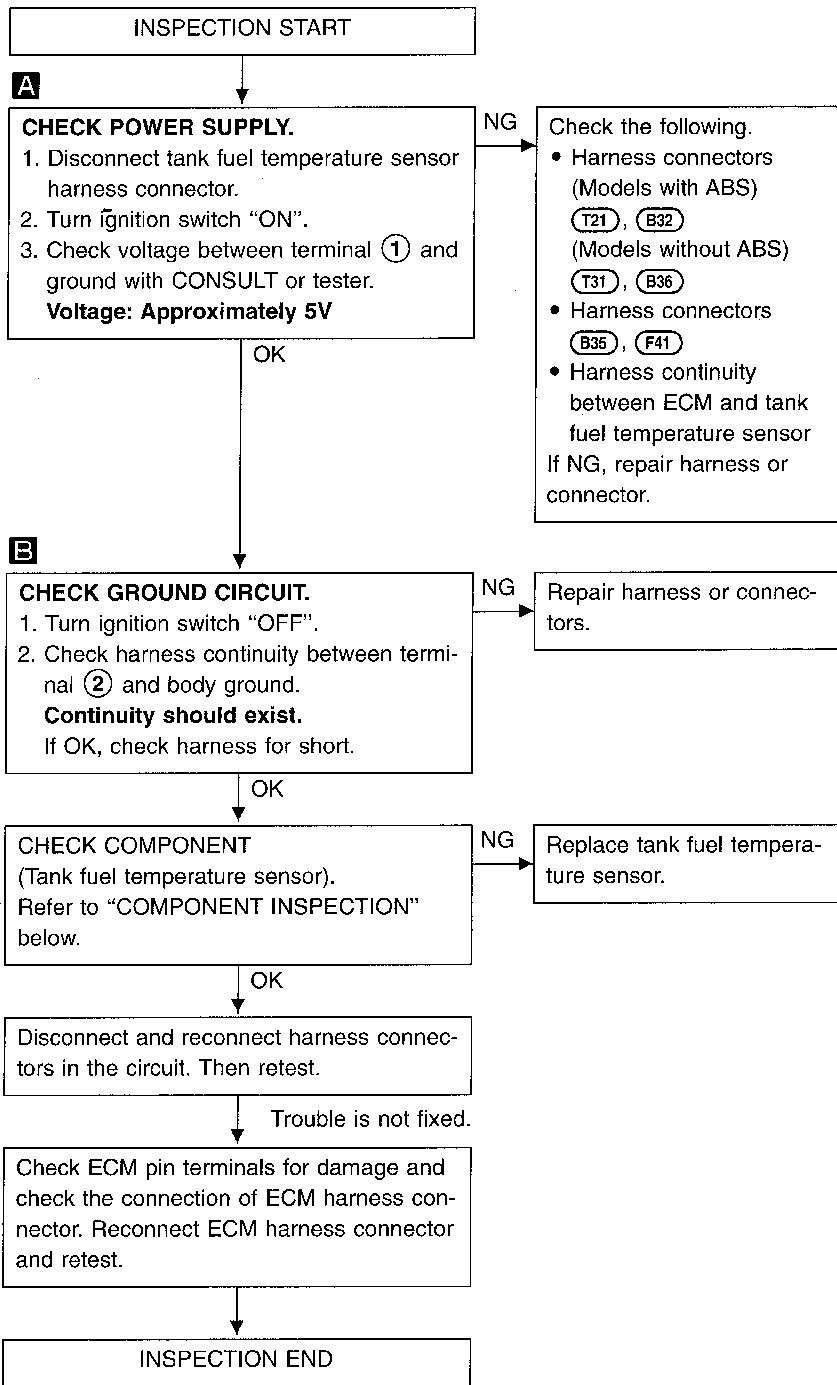 INSPECTION START
A
CHECK POWER SUPPLY.
1. Disconnect tank fuel temperature sensor
harness connector.
2. Turn ignition switch “ON”.
3. Check voltage between terminal ① and
ground with CONSULT or tester.
Voltage: Approximately 5V
NG
Check the following.
• Harness connectors
(Models with ABS)
T21, B32
(Models without ABS)
T31, B36
• Harness connectors
B35, F41
• Harness continuity
between ECM and tank
fuel temperature sensor
If NG, repair harness or
connector.
OK
B
CHECK GROUND CIRCUIT.
1. Turn ignition switch “OFF”.
2. Check harness continuity between termi-
nal ② and body ground.
Continuity should exist.
If OK, check harness for short.
NG
Repair harness or connec-
tors.
OK
CHECK COMPONENT
(Tank fuel temperature sensor).
Refer to “COMPONENT INSPECTION”
below.
NG
Replace tank fuel tempera-
ture sensor.
OK
Disconnect and reconnect harness connec-
tors in the circuit. Then retest.
Trouble is not fixed.
Check ECM pin terminals for damage and
check the connection of ECM harness con-
nector. Reconnect ECM harness connector
and retest.
INSPECTION END